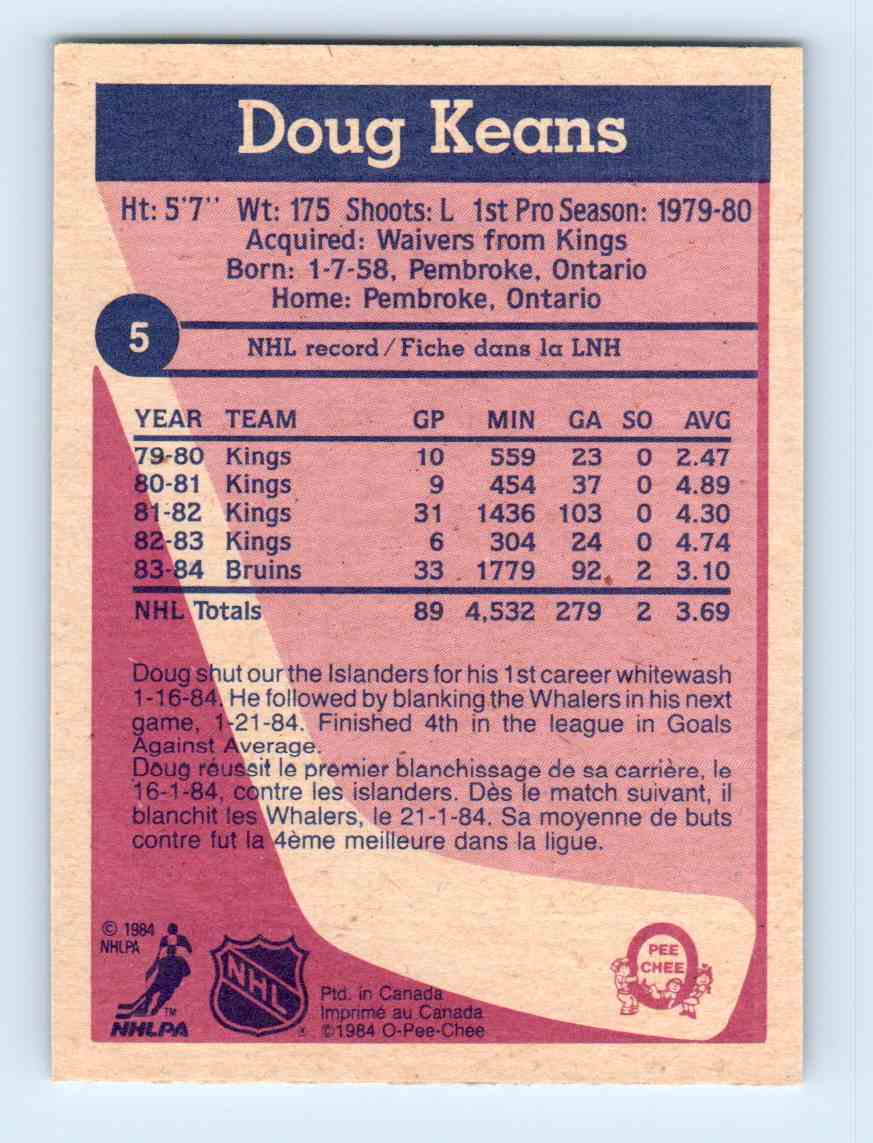 Doug Keans
Ht: 5'7" Wt: 175 Shoots: L 1st Pro Season: 1979-80
Acquired: Waivers from Kings
Born: 1-7-58, Pembroke, Ontario
Home: Pembroke, Ontario
5
NHL record/Fiche dans la LNH
YEAR TEAM GP MIN GA SO AVG
79-80 Kings 10 559 23 0 2.47
80-81 Kings 9 454 37 0 4.89
81-82 Kings 31 1436 103 0 4.30
82-83 Kings 6 304 24 0 4.74
83-84 Bruins 33 1779 92 2 3.10
NHL Totals 89 4,532 279 2 3.69
Doug shut our the Islanders for his 1st career whitewash
1-16-84. He followed by blanking the Whalers in his next
game, 1-21-84. Finished 4th in the league in Goals
Against Average.
Doug réussit le premier blanchissage de sa carrière, le
16-1-84, contre les islanders. Dès le match suivant, il
blanchit les Whalers, le 21-1-84. Sa moyenne de buts
contre fut la 4ème meilleure dans la ligue.
© 1984
NHLPA
TM
NHLPA
NHL
®
Ptd. in Canada
Imprimé au Canada
©1984 O-Pee-Chee
O
PEE
CHEE